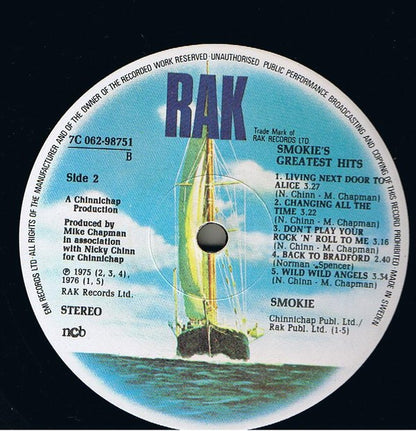 EMI RECORDS LTD ALL RIGHTS OF THE MANUFACTURER AND OF THE OWNER OF THE RECORDED WORK RESERVED · UNAUTHORISED PUBLIC PERFORMANCE BROADCASTING AND COPYING OF THIS RECORD PROHIBITED · MADE IN SWEDEN
RAK
Trade Mark of
RAK RECORDS LTD
7C 062-98751
B
Side 2
A Chinnichap
Production
Produced by
Mike Chapman
in association
with Nicky Chinn
for Chinnichap
℗ 1975 (2, 3, 4),
1976 (1, 5)
RAK Records Ltd.
STEREO
ncb
SMOKIE'S
GREATEST HITS
1. LIVING NEXT DOOR TO
ALICE 3.27
(N. Chinn - M. Chapman)
2. CHANGING ALL THE
TIME 3.22
(N. Chinn - M. Chapman)
3. DON'T PLAY YOUR
ROCK 'N' ROLL TO ME 3.16
(N. Chinn - M. Chapman)
4. BACK TO BRADFORD 2.09
(Norman - Spencer)
5. WILD WILD ANGELS 3.34
(N. Chinn - M. Chapman)
SMOKIE
Chinnichap Publ. Ltd/
Rak Publ. Ltd. (1-5)